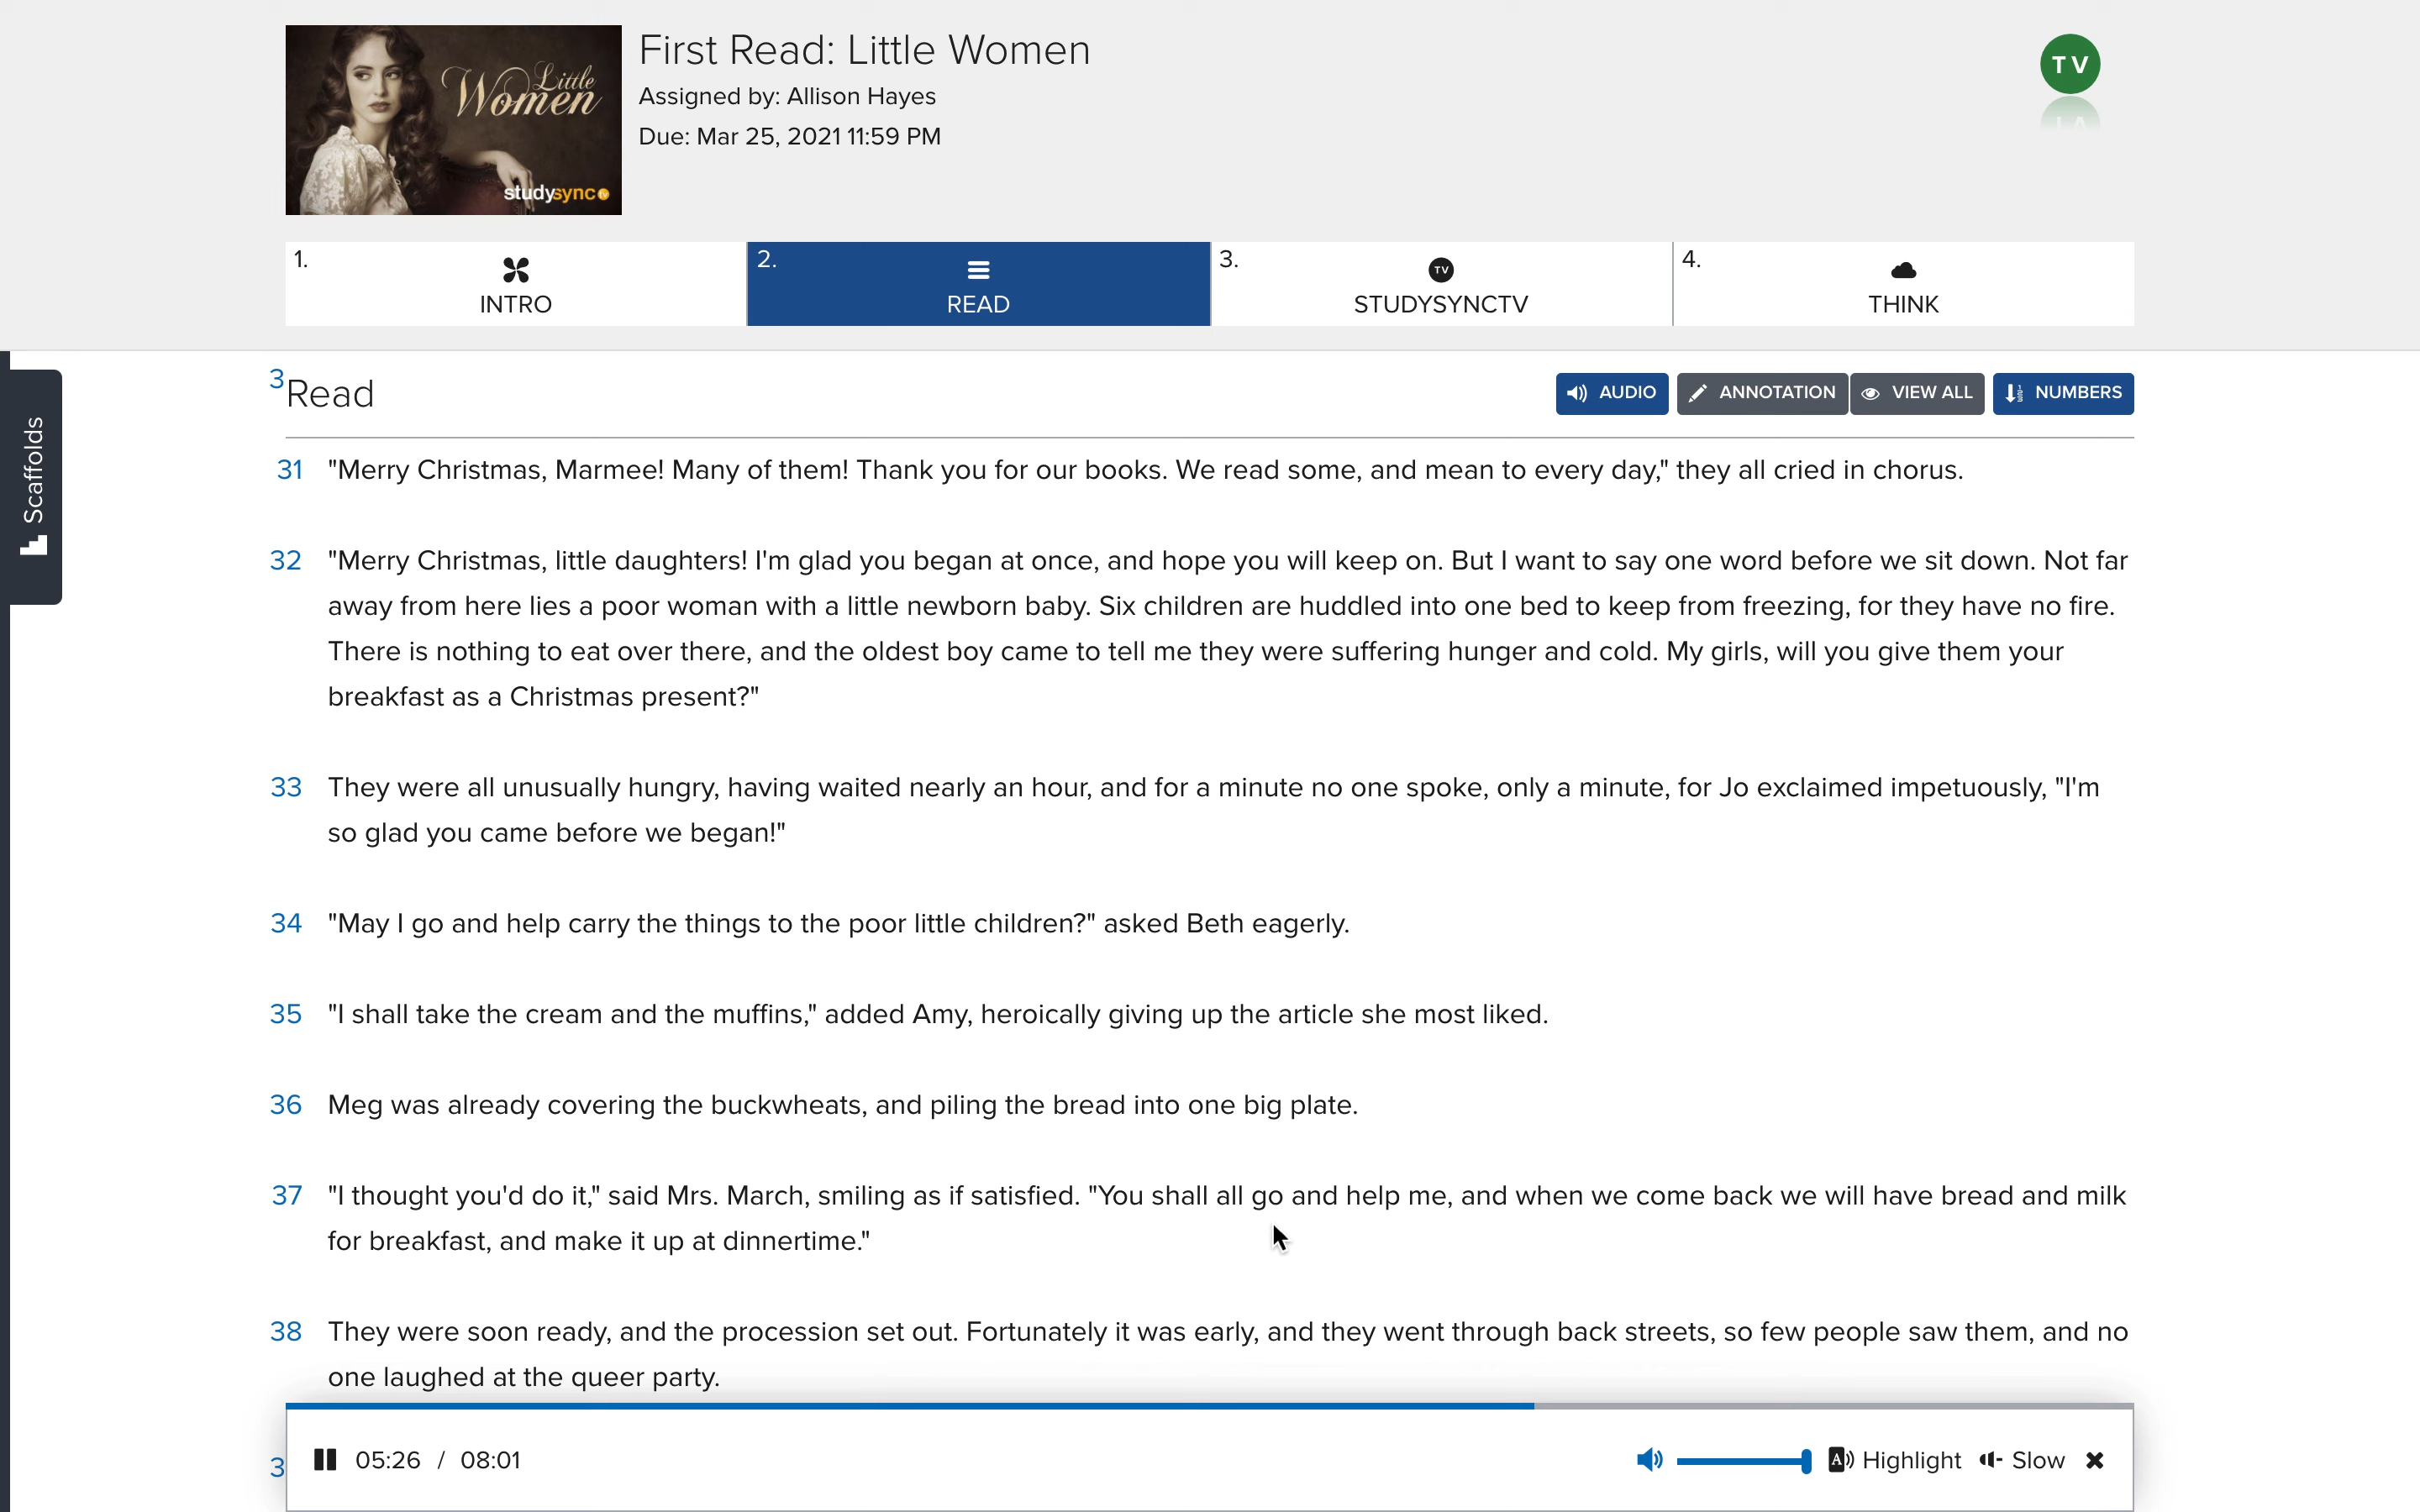 Little
Women
studysync
First Read: Little Women
Assigned by: Allison Hayes
Due: Mar 25, 2021 11:59 PM
TV
1.
INTRO
2.
READ
3.
TV
STUDYSYNCTV
4.
THINK
Scaffolds
3
Read
AUDIO
ANNOTATION
VIEW ALL
NUMBERS
31 "Merry Christmas, Marmee! Many of them! Thank you for our books. We read some, and mean to every day," they all cried in chorus.
32 "Merry Christmas, little daughters! I'm glad you began at once, and hope you will keep on. But I want to say one word before we sit down. Not far
away from here lies a poor woman with a little newborn baby. Six children are huddled into one bed to keep from freezing, for they have no fire.
There is nothing to eat over there, and the oldest boy came to tell me they were suffering hunger and cold. My girls, will you give them your
breakfast as a Christmas present?"
33 They were all unusually hungry, having waited nearly an hour, and for a minute no one spoke, only a minute, for Jo exclaimed impetuously, "I'm
so glad you came before we began!"
34 "May I go and help carry the things to the poor little children?" asked Beth eagerly.
35 "I shall take the cream and the muffins," added Amy, heroically giving up the article she most liked.
36 Meg was already covering the buckwheats, and piling the bread into one big plate.
37 "I thought you'd do it," said Mrs. March, smiling as if satisfied. "You shall all go and help me, and when we come back we will have bread and milk
for breakfast, and make it up at dinnertime."
38 They were soon ready, and the procession set out. Fortunately it was early, and they went through back streets, so few people saw them, and no
one laughed at the queer party.
3
05:26 / 08:01
A Highlight
Slow